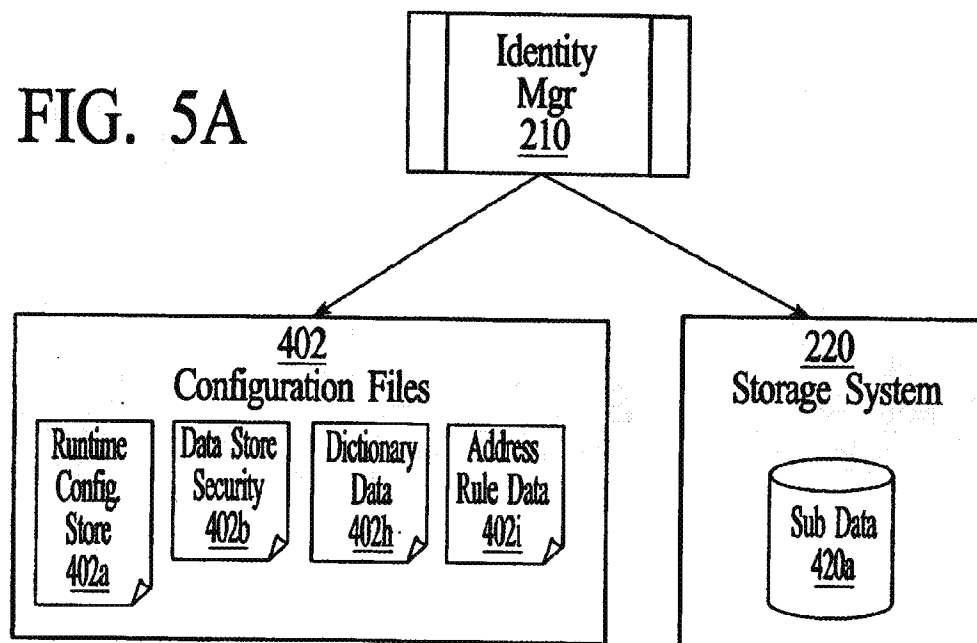 FIG. 5A
Identity
Mgr
210
402
Configuration Files
Runtime
Config.
Store
402a
Data Store
Security
402b
Dictionary
Data
402h
Address
Rule Data
402i
220
Storage System
Sub Data
420a